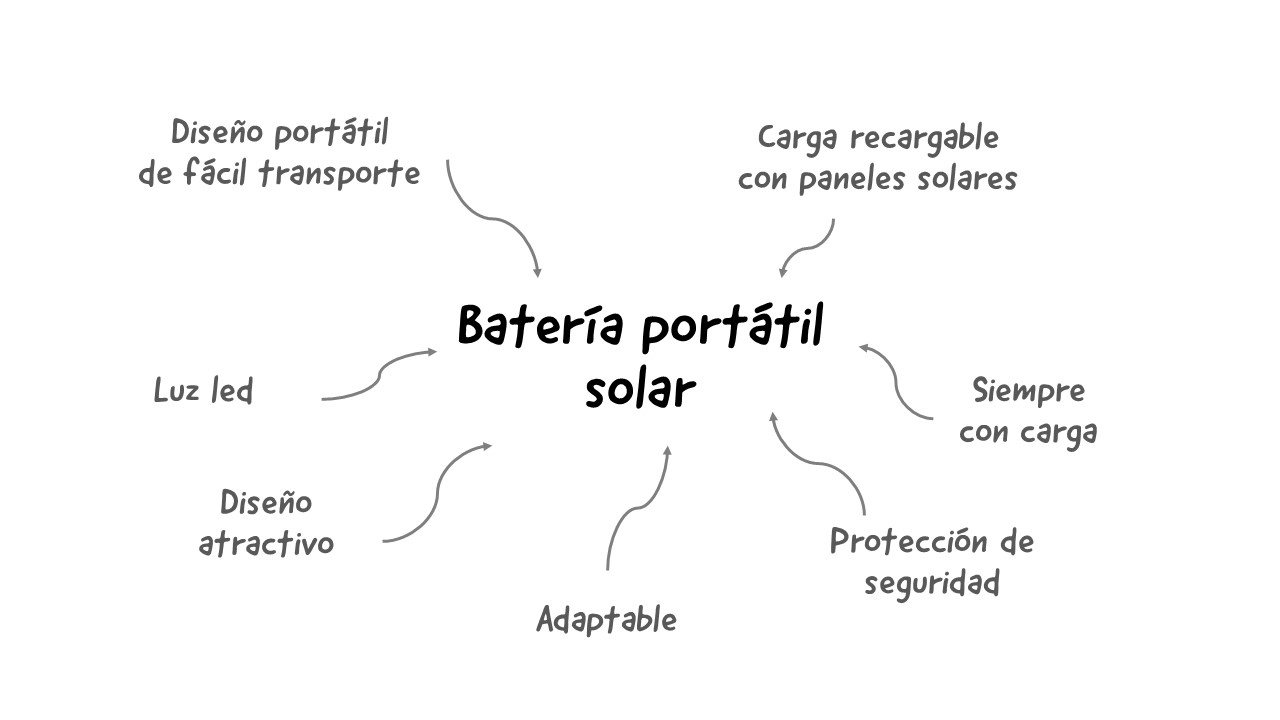 Diseño portátil
de fácil transporte
Carga recargable
con paneles solares
Batería portátil
solar
Luz led
Siempre
con carga
Diseño
atractivo
Protección de
seguridad
Adaptable